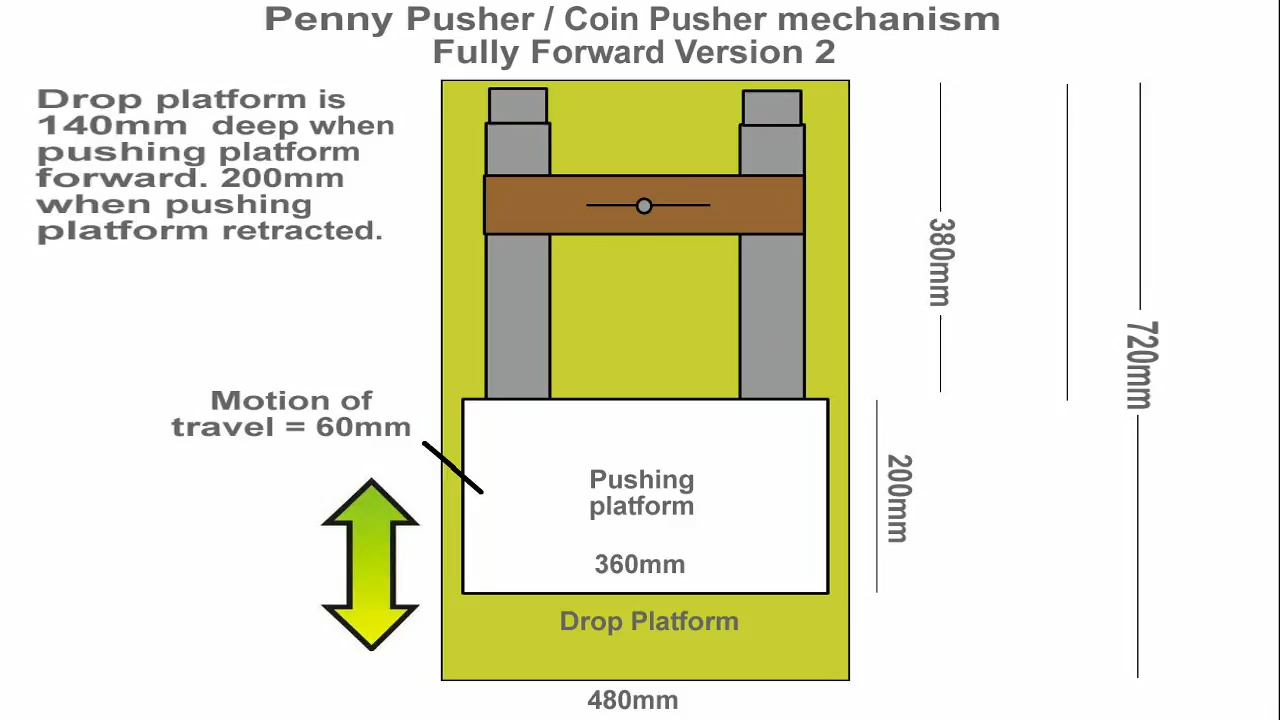 Penny Pusher / Coin Pusher mechanism
Fully Forward Version 2
Drop platform is
140mm deep when
pushing platform
forward. 200mm
when pushing
platform retracted.
380mm
720mm
Motion of
travel = 60mm
Pushing
platform
200mm
360mm
Drop Platform
480mm